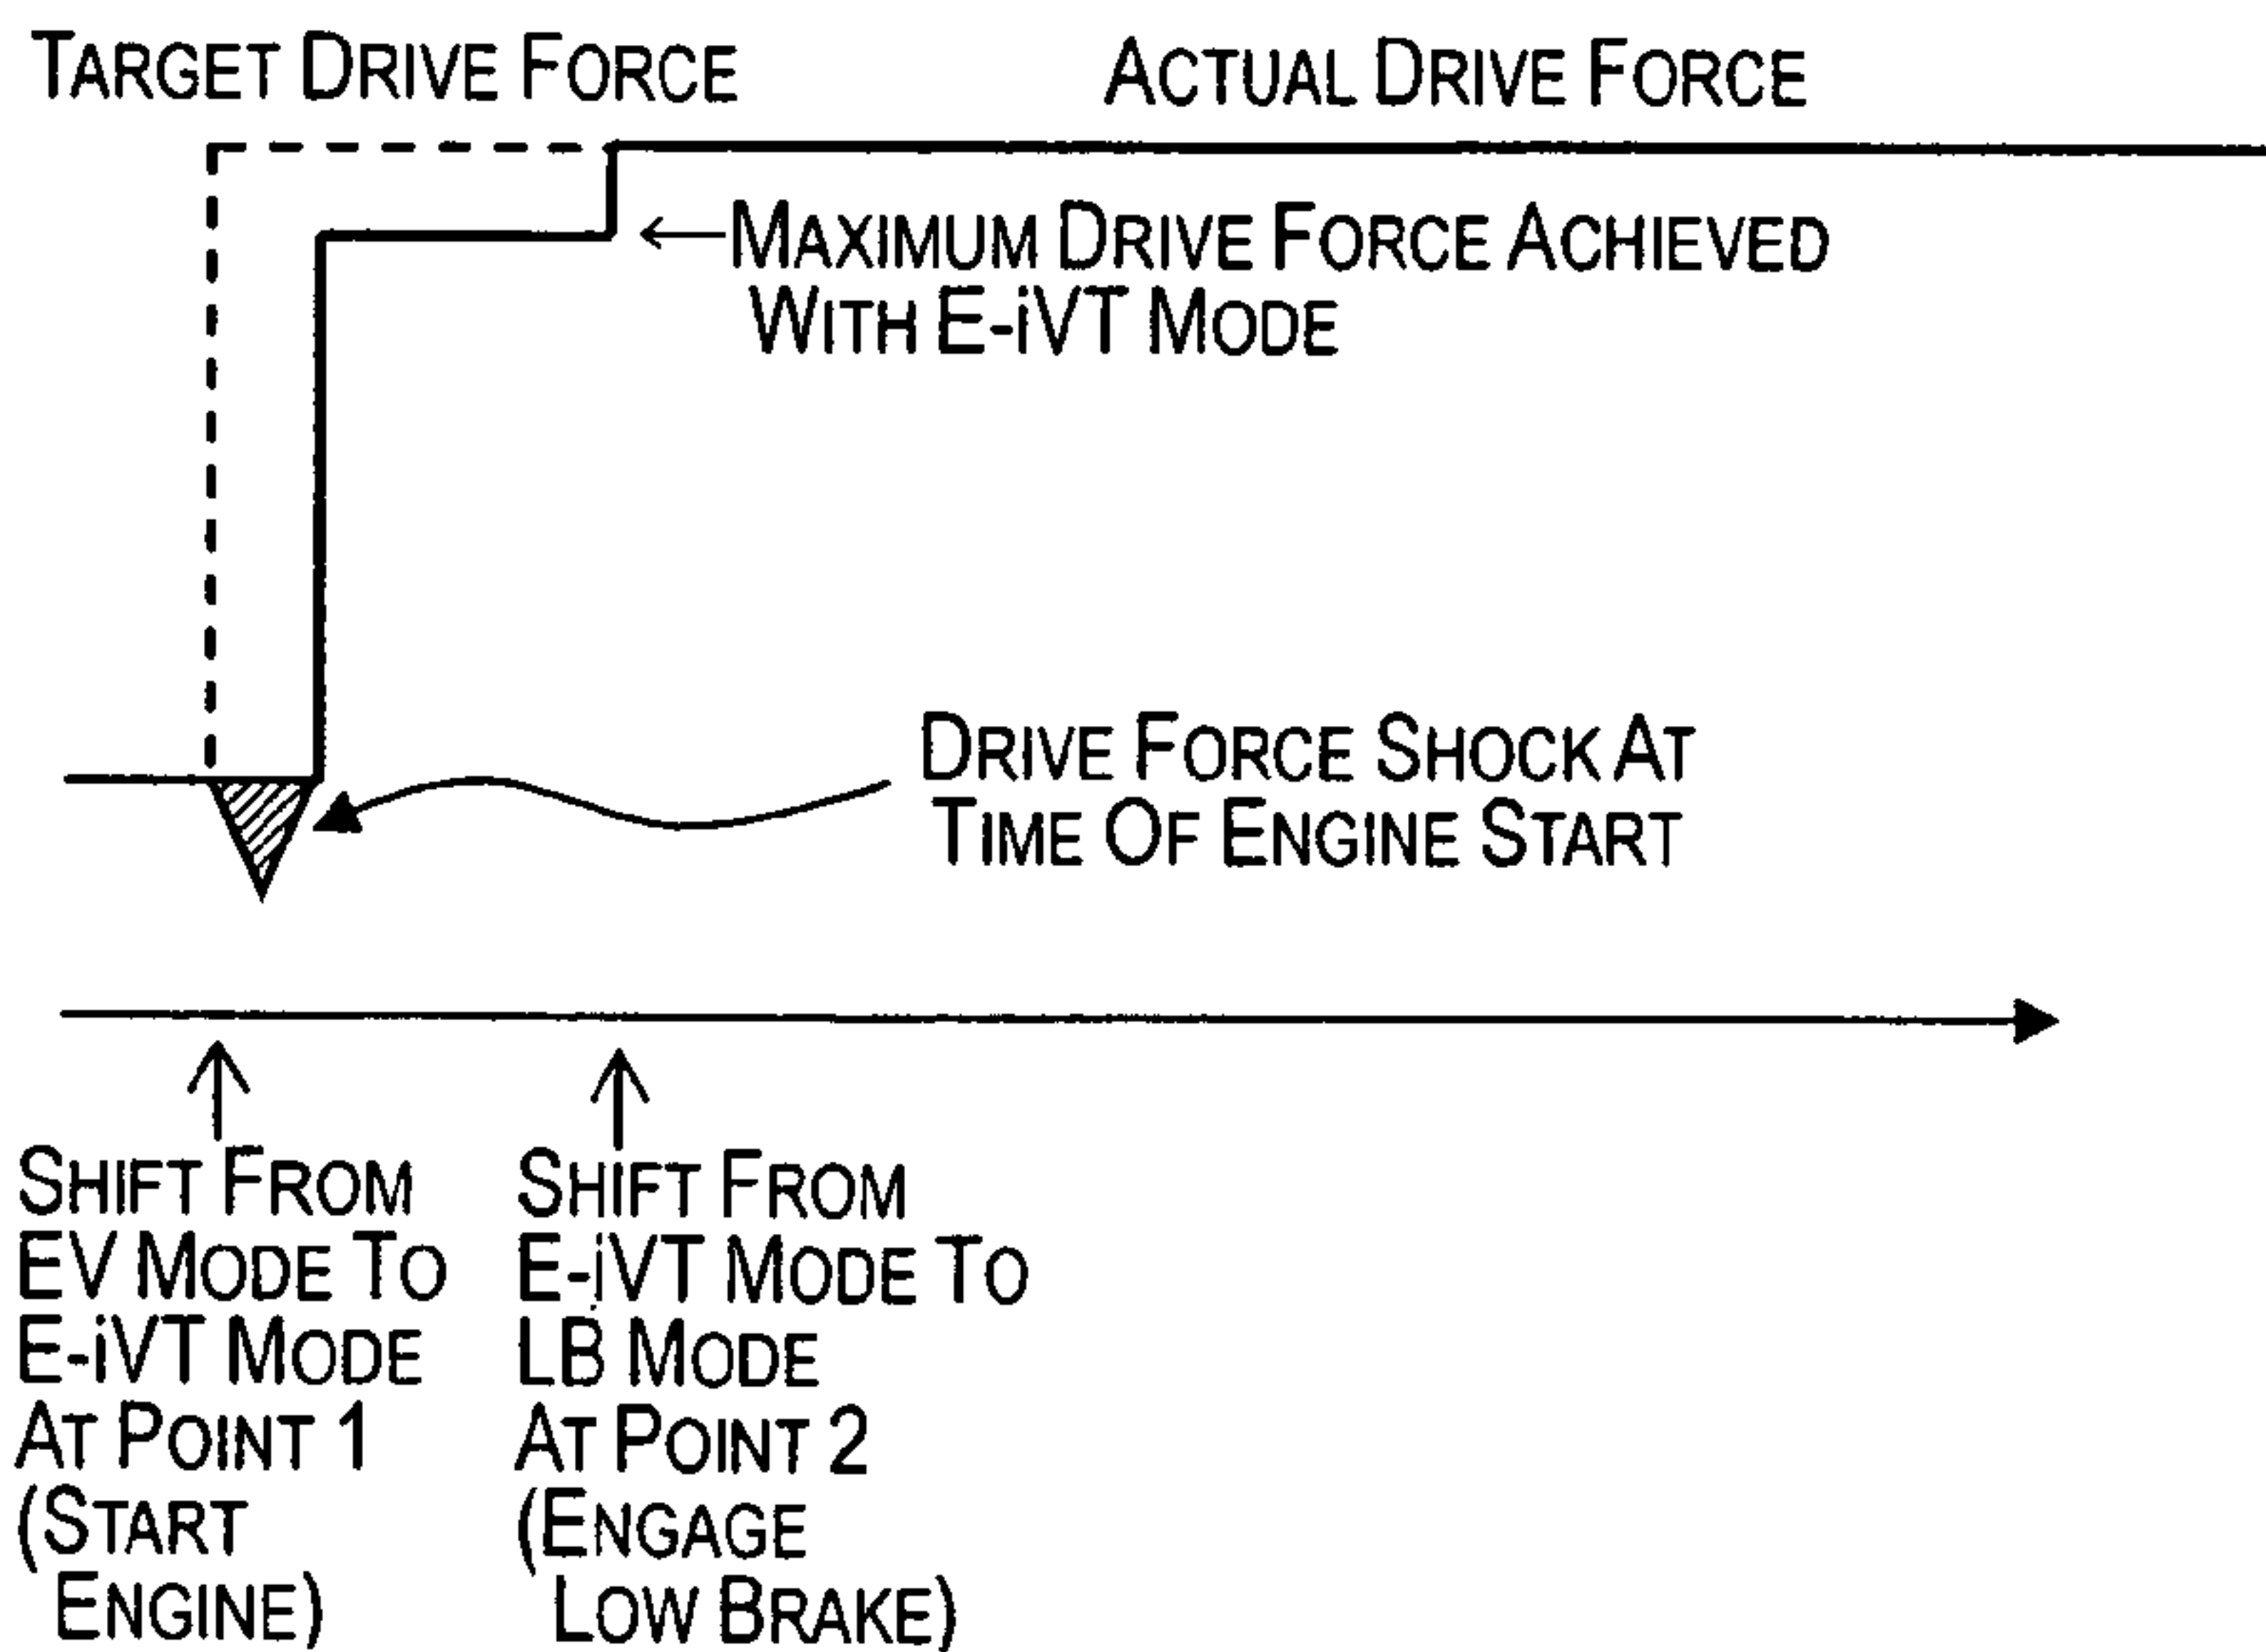 TARGET DRIVE FORCE
ACTUAL DRIVE FORCE
MAXIMUM DRIVE FORCE ACHIEVED
WITH E-iVT MODE
DRIVE FORCE SHOCK AT
TIME OF ENGINE START
SHIFT FROM
EV MODE TO
E-iVT MODE
AT POINT 1
(START
ENGINE)
SHIFT FROM
E-iVT MODE TO
LB MODE
AT POINT 2
(ENGAGE
LOW BRAKE)